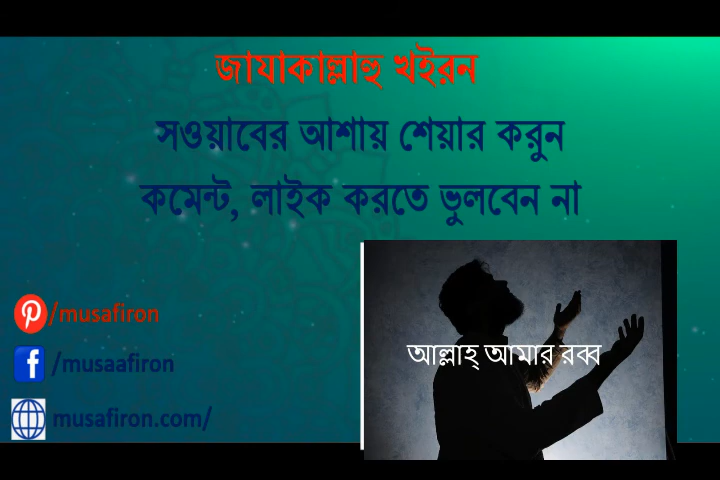 জাযাকাল্লাহু খইরন
সওয়াবের আশায় শেয়ার করুন
কমেন্ট, লাইক করতে ভুলবেন না
/musafiron
/musaafiron
musafiron.com/
আল্লাহ্ আমার রব্ব